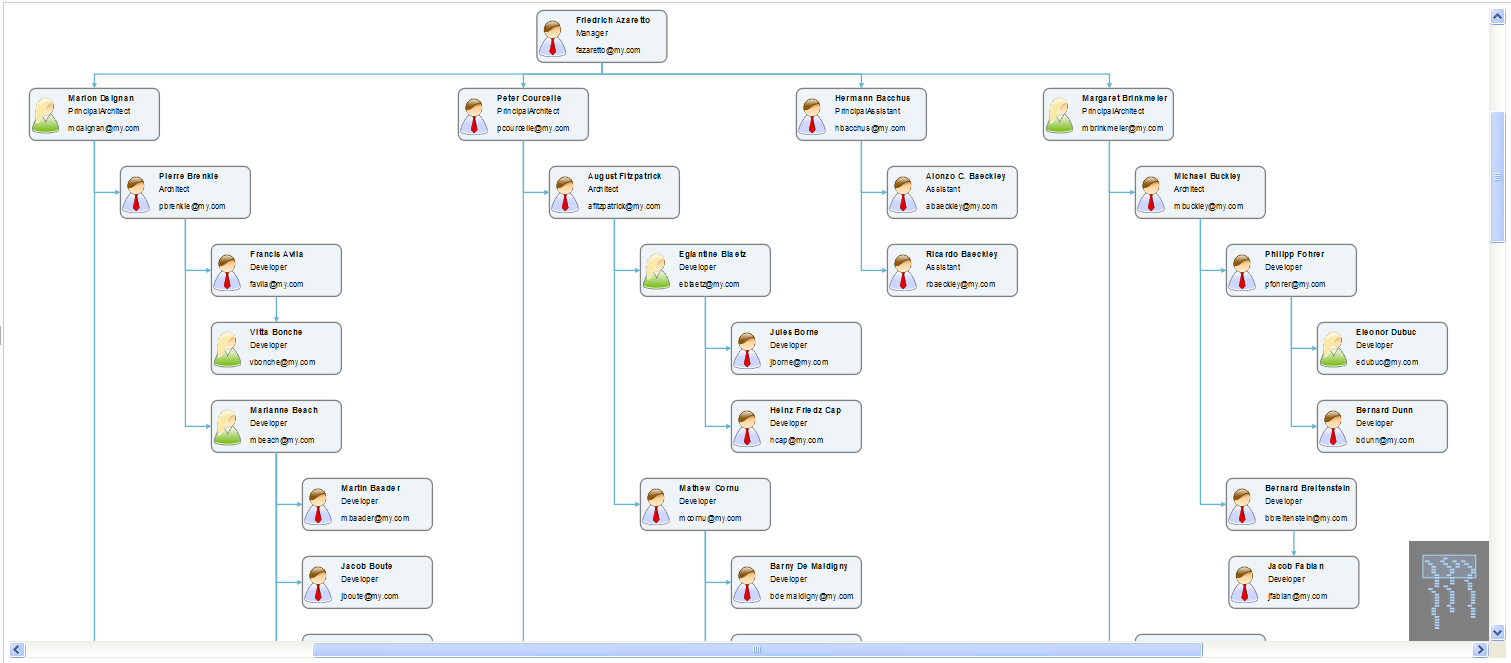 Friedrich Azaretto
Manager
fazaretto@my.com
Marion Daignan
PrincipalArchitect
mdaignan@my.com
Peter Courcelle
PrincipalArchitect
pcourcelle@my.com
Hermann Bacchus
PrincipalAssistant
hbacchus@my.com
Margaret Brinkmeier
PrincipalArchitect
mbrinkmeier@my.com
Pierre Brenkle
Architect
pbrenkle@my.com
August Fitzpatrick
Architect
afitzpatrick@my.com
Alonzo C. Baeckley
Assistant
abaeckley@my.com
Michael Buckley
Architect
mbuckley@my.com
Francis Avila
Developer
favila@my.com
Eglantine Blaetz
Developer
eblaetz@my.com
Ricardo Baeckley
Assistant
rbaeckley@my.com
Philipp Fohrer
Developer
pfohrer@my.com
Vitta Bonche
Developer
vbonche@my.com
Jules Borne
Developer
jborne@my.com
Eleonor Dubuc
Developer
edubuc@my.com
Marianne Beach
Developer
mbeach@my.com
Heinz Friedz Cap
Developer
hcap@my.com
Bernard Dunn
Developer
bdunn@my.com
Martin Baader
Developer
mbaader@my.com
Mathew Cornu
Developer
mcornu@my.com
Bernard Breitenstein
Developer
bbreitenstein@my.com
Jacob Boute
Developer
jboute@my.com
Barny De Maldigny
Developer
bde maldigny@my.com
Jacob Fabian
Developer
jfabian@my.com